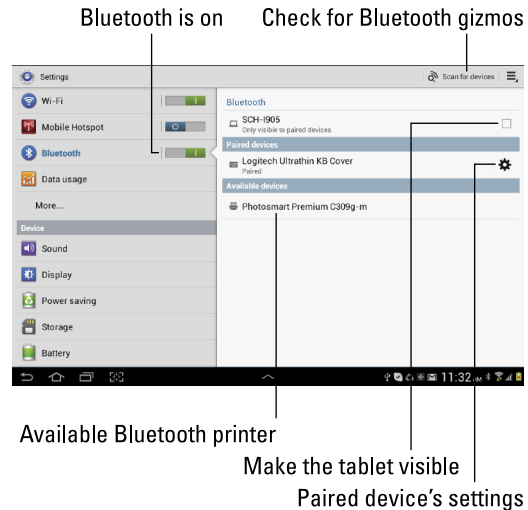 Bluetooth is on Check for Bluetooth gizmos
Settings Scan for devices
Wi-Fi
Bluetooth
SCH-I905
Only visible to paired devices
Mobile Hotspot
Paired devices
Bluetooth
Logitech Ultrathin KB Cover
Paired
Data usage
Available devices
More...
Photosmart Premium C309g-m
Device
Sound
Display
Power saving
Storage
Battery
11:32 AM
Available Bluetooth printer
Make the tablet visible
Paired device's settings